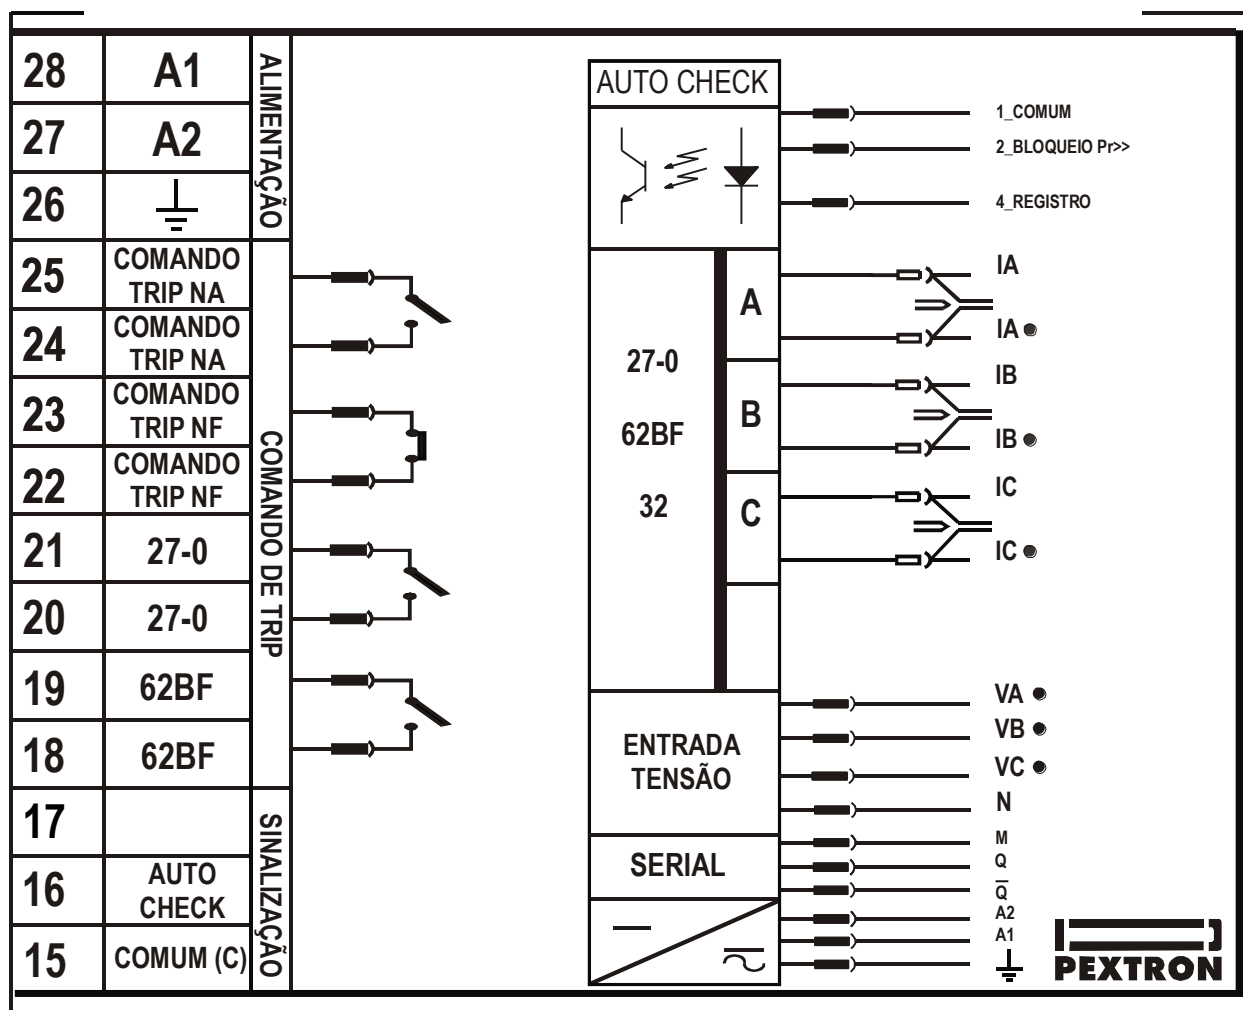 28 A1
27 A2
26
ALIMENTAÇÃO
25 COMANDO
TRIP NA
24 COMANDO
TRIP NA
23 COMANDO
TRIP NF
22 COMANDO
TRIP NF
21 27-0
20 27-0
19 62BF
18 62BF
COMANDO DE TRIP
17
16 AUTO
CHECK
15 COMUM (C)
SINALIZAÇÃO
AUTO CHECK
27-0
62BF
32
A
B
C
ENTRADA
TENSÃO
SERIAL
1_COMUM
2_BLOQUEIO Pr>>
4_REGISTRO
IA
IA
IB
IB
IC
IC
VA
VB
VC
N
M
Q
Q̅
A2
A1
PEXTRON